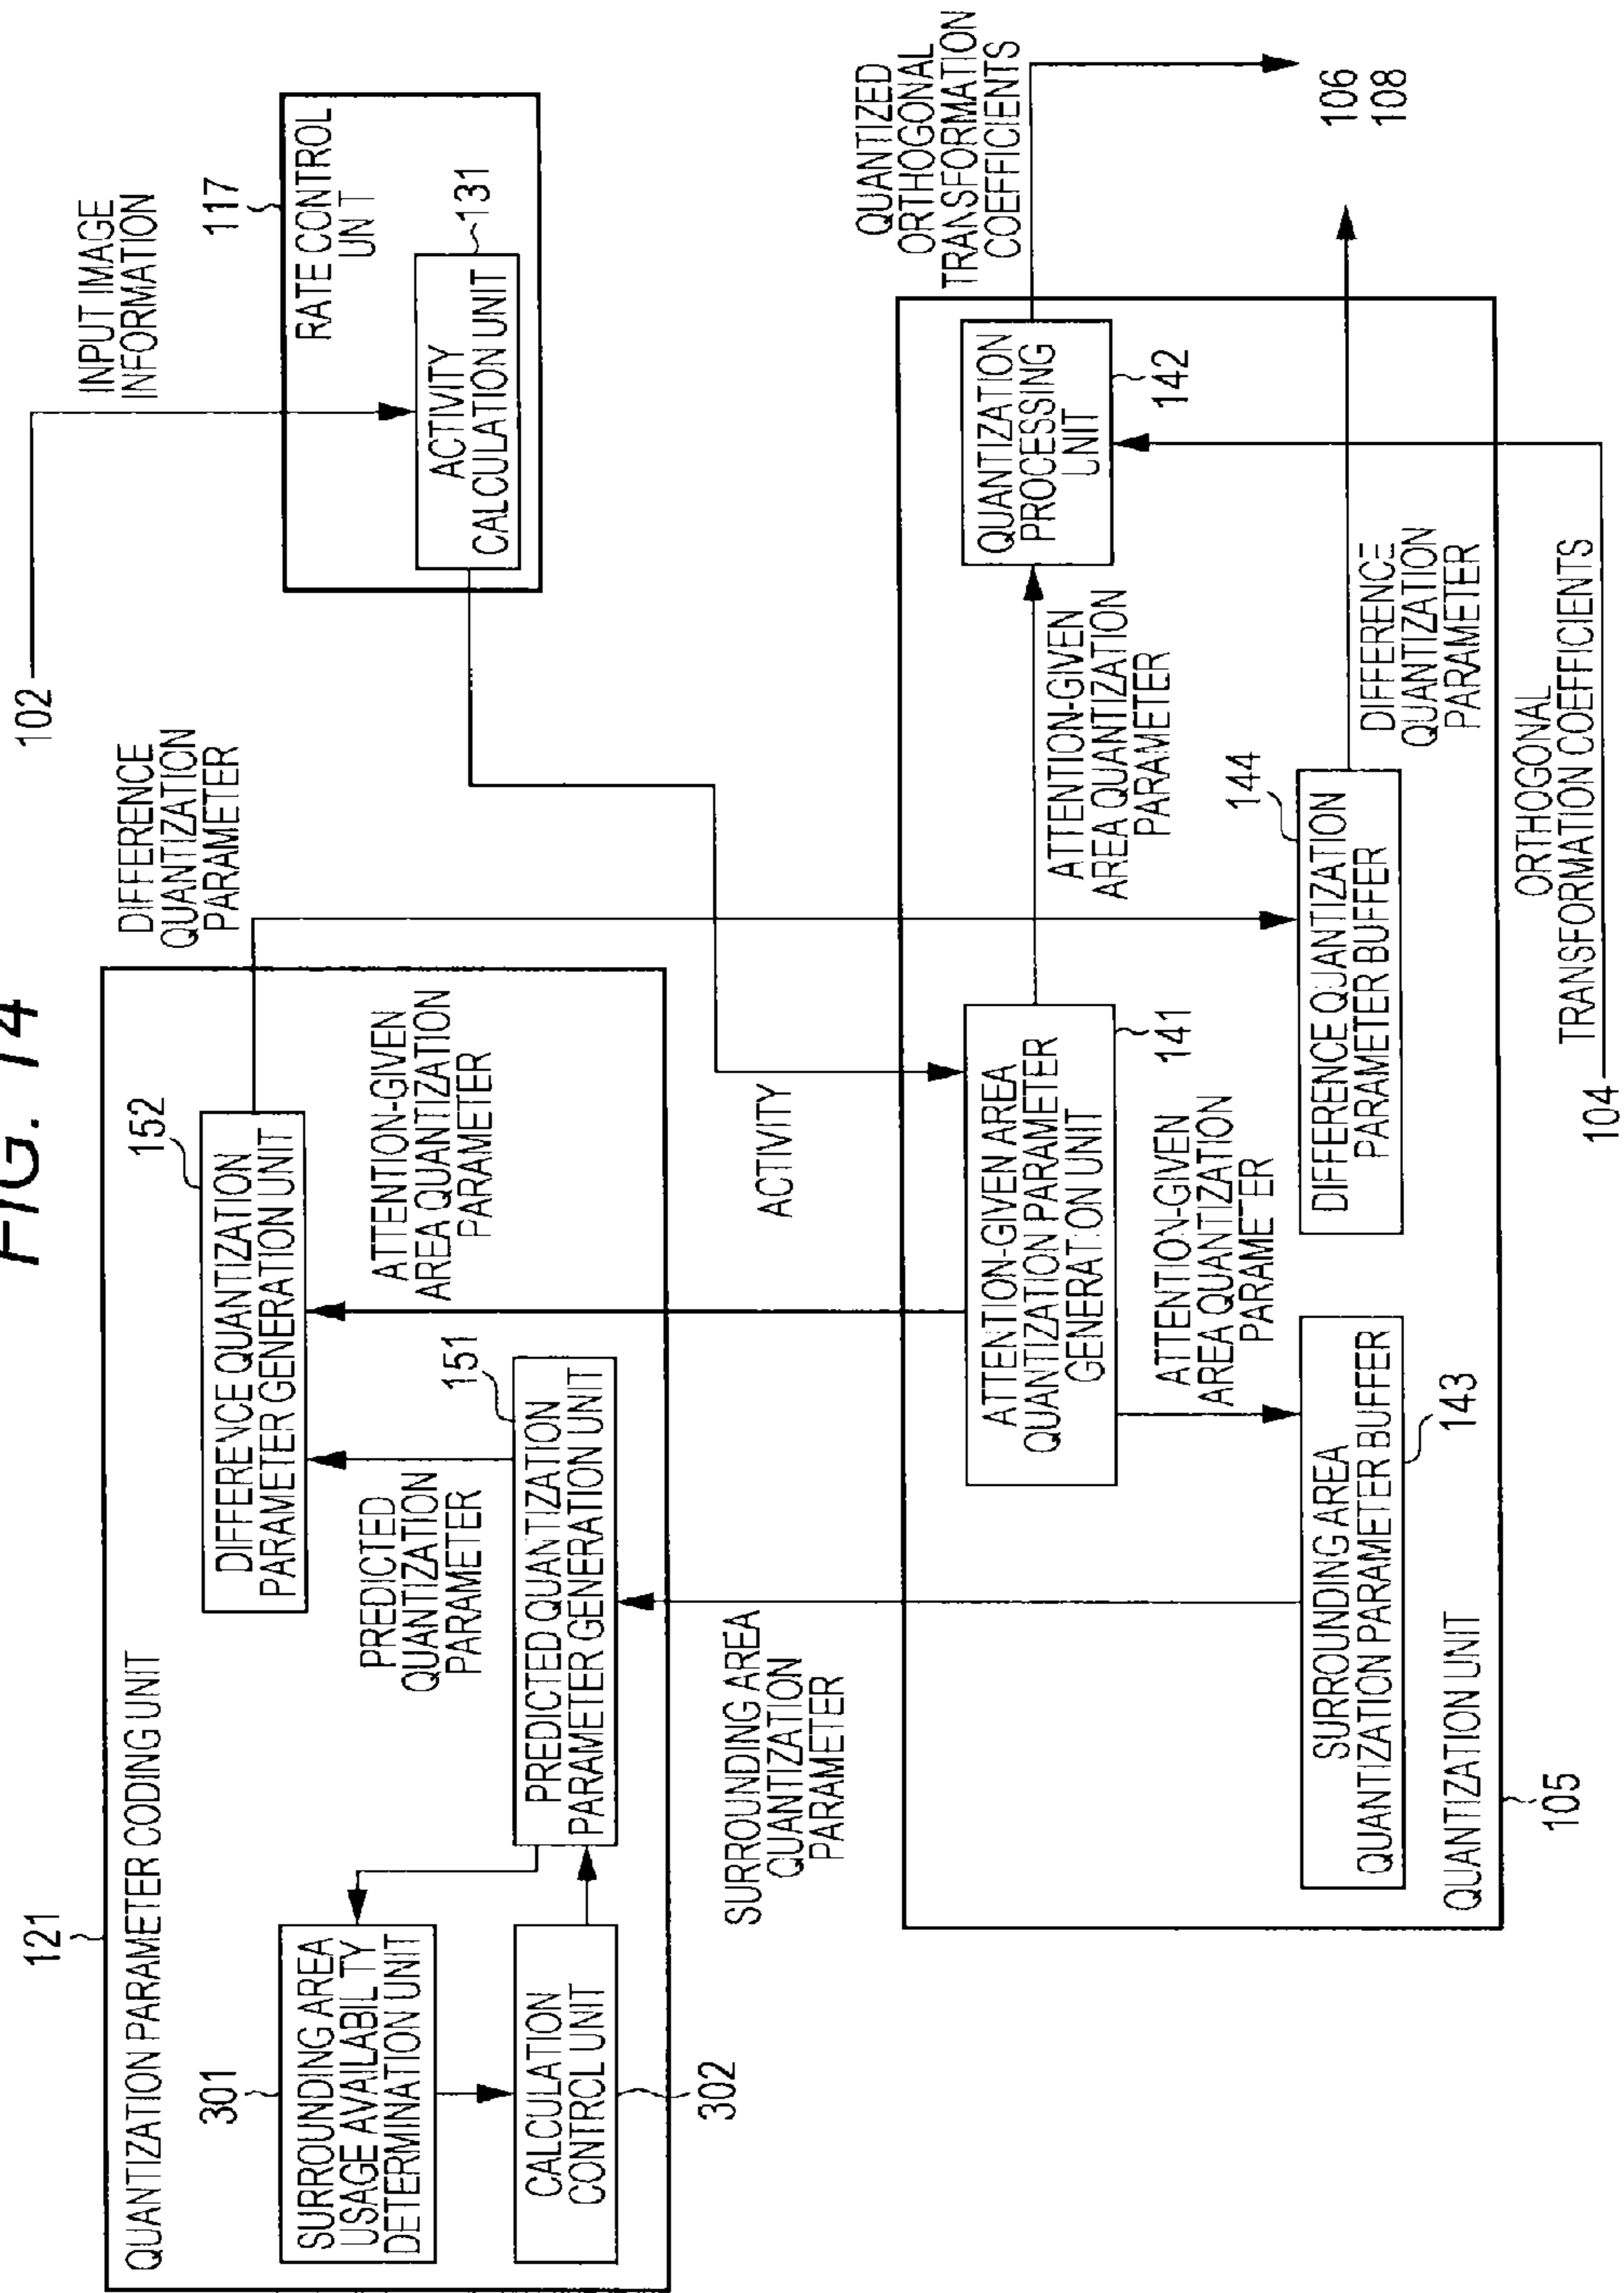 FIG. 14
121
QUANTIZATION PARAMETER CODING UNIT
301
SURROUNDING AREA
USAGE AVAILABILTY
DETERMINATION UNIT
CALCULATION
CONTROL UNIT
302
152
DIFFERENCE QUANTIZATION
PARAMETER GENERATION UNIT
PREDICTED
QUANTIZATION
PARAMETER
151
PREDICTED QUANTIZATION
PARAMETER GENERATION UNIT
ATTENTION-GIVEN
AREA QUANTIZATION
PARAMETER
DIFFERENCE
QUANTIZATION
PARAMETER
102
INPUT IMAGE
INFORMATION
117
RATE CONTROL
UNIT
ACTIVITY
CALCULATION UNIT
131
SURROUNDING AREA
QUANTIZATION
PARAMETER
ACTIVITY
ATTENTION-GIVEN AREA
QUANTIZATION PARAMETER
GENERATION UNIT
141
ATTENTION-GIVEN
AREA QUANTIZATION
PARAMETER
SURROUNDING AREA
QUANTIZATION PARAMETER BUFFER
143
QUANTIZATION UNIT
105
ATTENTION-GIVEN
AREA QUANTIZATION
PARAMETER
144
DIFFERENCE QUANTIZATION
PARAMETER BUFFER
QUANTIZATION
PROCESSING
UNIT
142
DIFFERENCE
QUANTIZATION
PARAMETER
QUANTIZED
ORTHOGONAL
TRANSFORMATION
COEFFICIENTS
106
108
ORTHOGONAL
TRANSFORMATION COEFFICIENTS
104